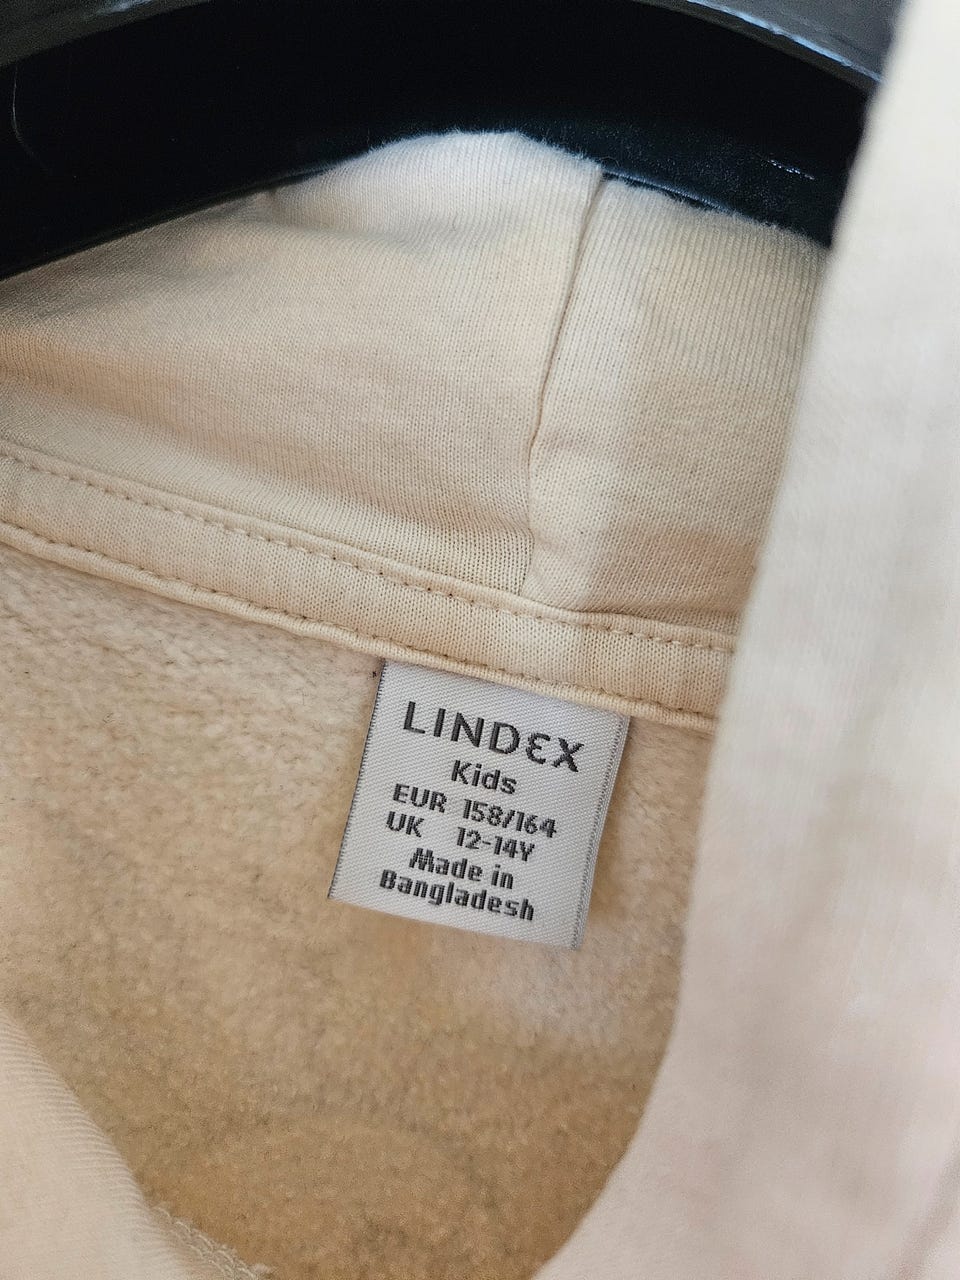 LINDEX
Kids
EUR 158/164
UK 12-14Y
Made in
Bangladesh